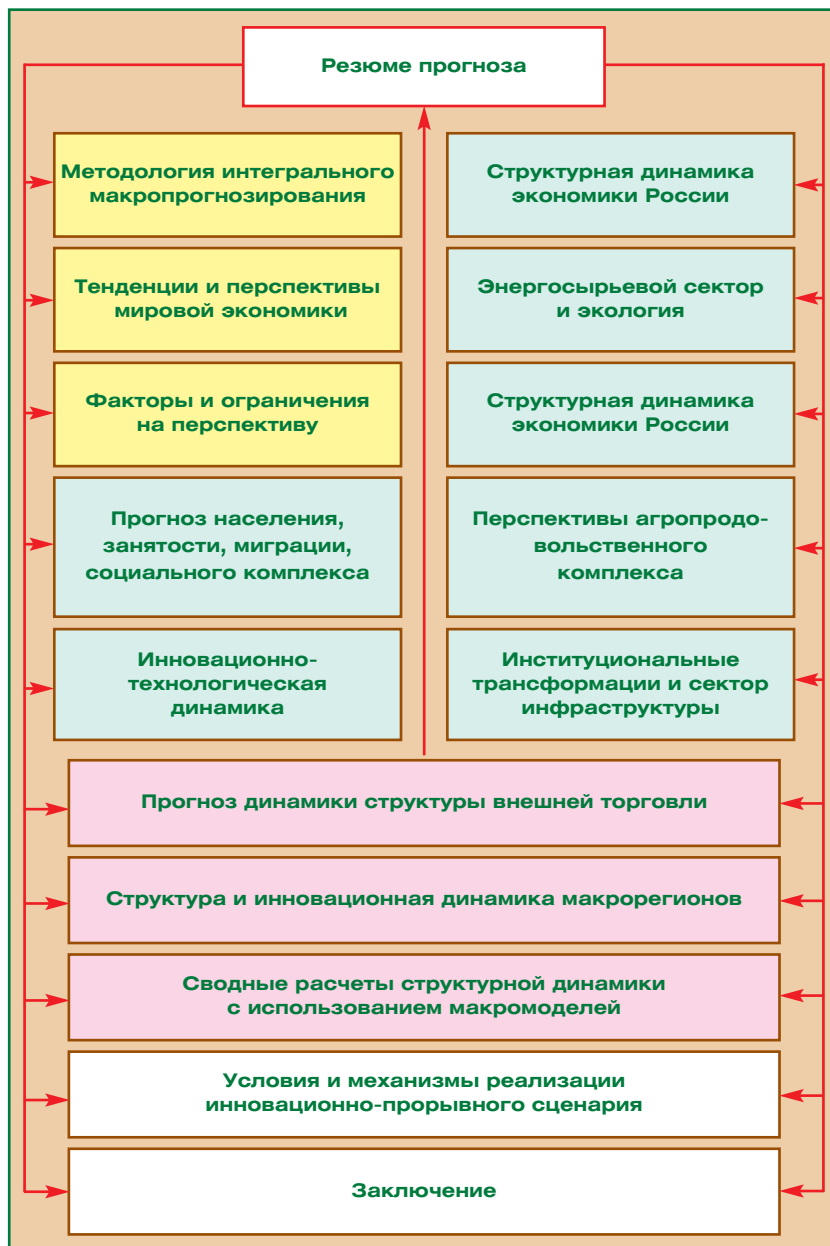 Резюме прогноза
Методология интегрального
макропрогнозирования
Структурная динамика
экономики России
Тенденции и перспективы
мировой экономики
Энергосырьевой сектор
и экология
Факторы и ограничения
на перспективу
Структурная динамика
экономики России
Прогноз населения,
занятости, миграции,
социального комплекса
Перспективы агропродо-
вольственного
комплекса
Инновационно-
технологическая
динамика
Институциональные
трансформации и сектор
инфраструктуры
Прогноз динамики структуры внешней торговли
Структура и инновационная динамика макрорегионов
Сводные расчеты структурной динамики
с использованием макромоделей
Условия и механизмы реализации
инновационно-прорывного сценария
Заключение